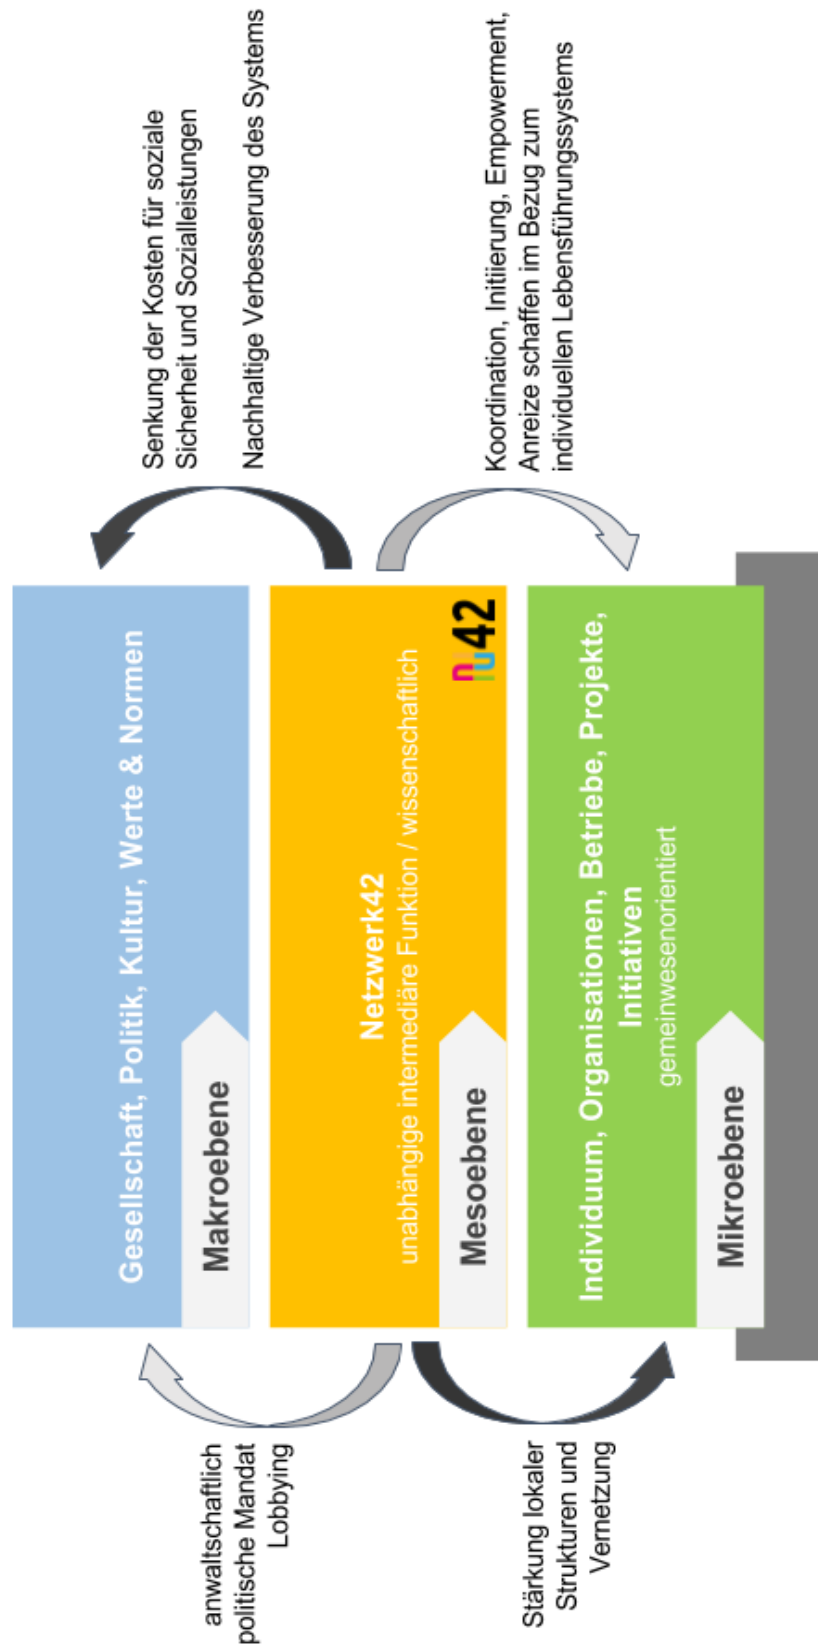 Gesellschaft, Politik, Kultur, Werte & Normen
Makroebene
Netzwerk42
unabhängige intermediäre Funktion / wissenschaftlich
Mesoebene
42
Individuum, Organisationen, Betriebe, Projekte,
Initiativen
gemeinwesenorientiert
Mikroebene
anwaltschaftlich
politische Mandat
Lobbying
Stärkung lokaler
Strukturen und
Vernetzung
Senkung der Kosten für soziale
Sicherheit und Sozialleistungen
Nachhaltige Verbesserung des Systems
Koordination, Initiierung, Empowerment,
Anreize schaffen im Bezug zum
individuellen Lebensführungssystems